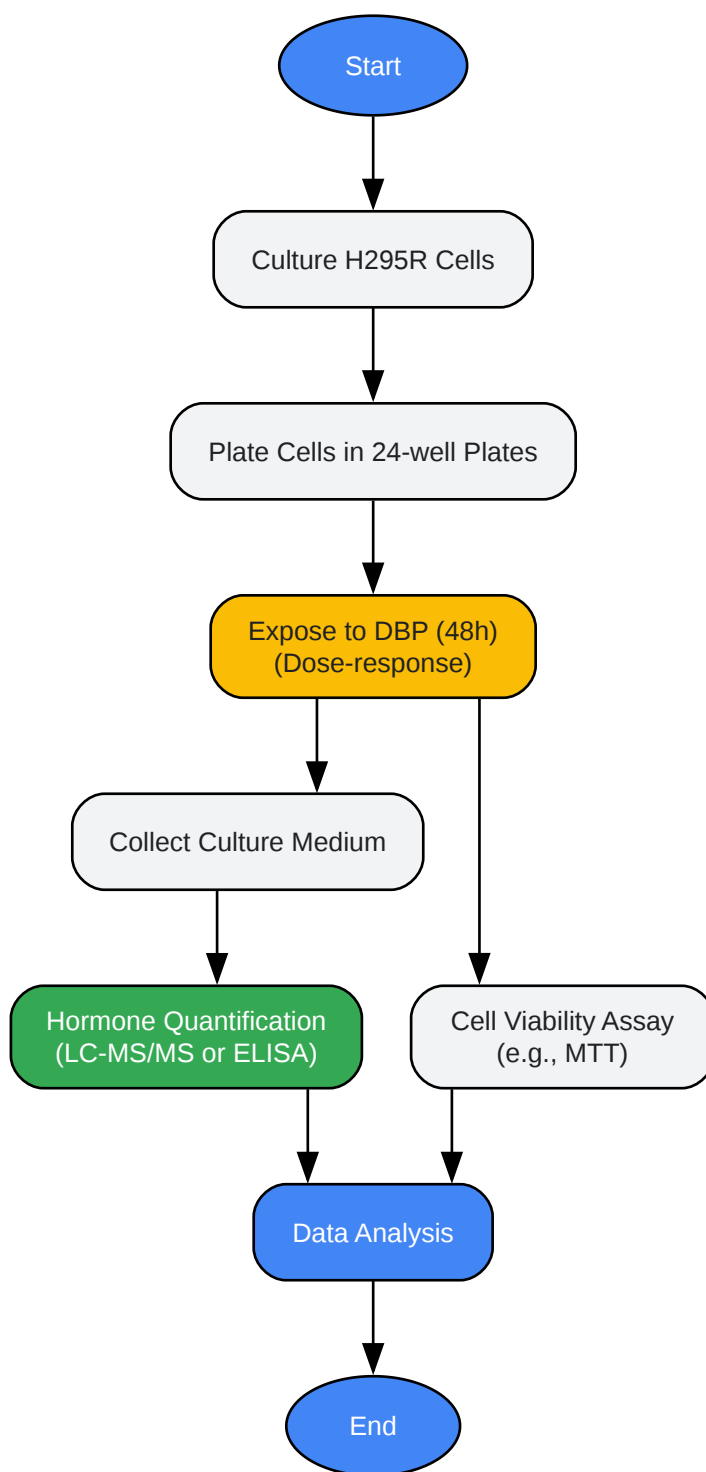 Start
Culture H295R Cells
Plate Cells in 24-well Plates
Expose to DBP (48h)
(Dose-response)
Collect Culture Medium
Hormone Quantification
(LC-MS/MS or ELISA)
Cell Viability Assay
(e.g., MTT)
Data Analysis
End